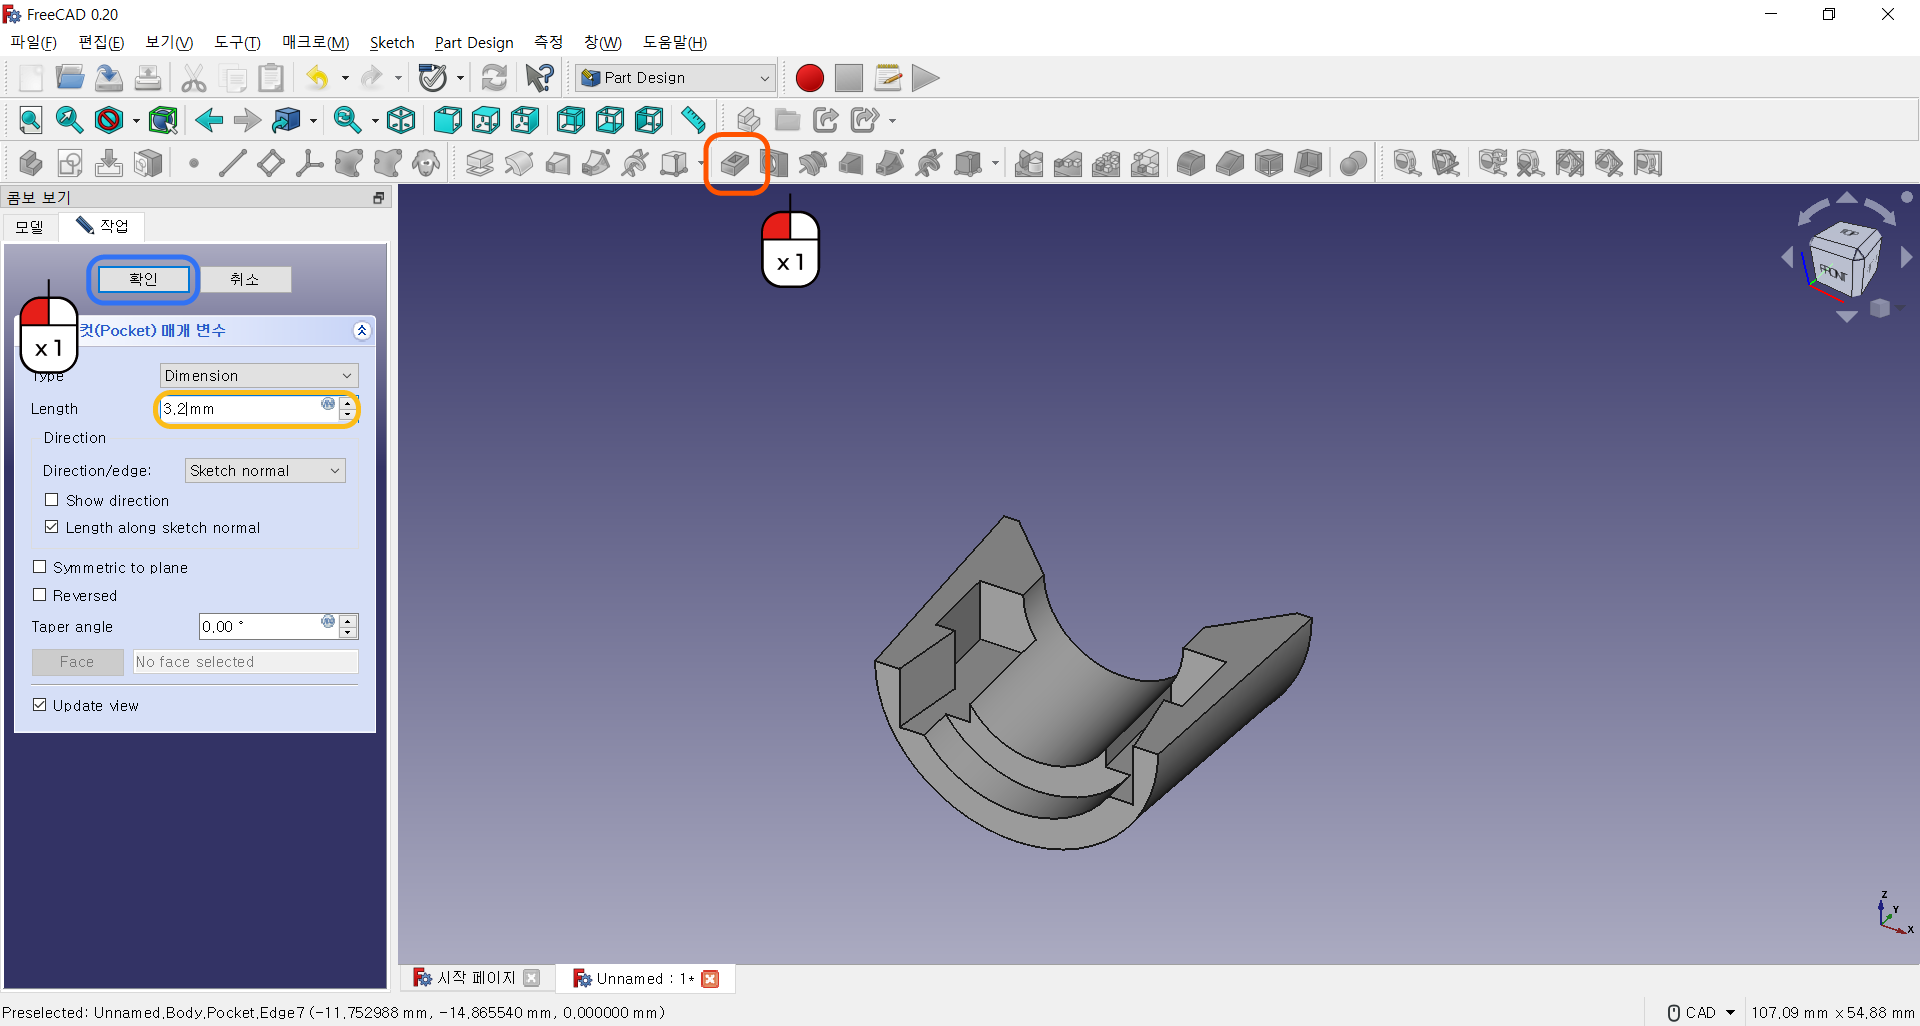 FreeCAD 0.20
파일(F) 편집(E) 보기(V) 도구(T) 매크로(M) Sketch Part Design 측정 창(W) 도움말(H)
Part Design
콤보 보기
모델 작업
확인 취소
x 1
x 1
컷(Pocket) 매개 변수
Type Dimension
Length 3.2 mm
Direction
Direction/edge: Sketch normal
Show direction
Length along sketch normal
Symmetric to plane
Reversed
Taper angle 0.00 °
Face No face selected
Update view
TOP
FRONT
Z
Y
X
시작 페이지 Unnamed : 1*
Preselected: Unnamed.Body.Pocket.Edge7 (-11.752988 mm, -14.865540 mm, 0.000000 mm) CAD 107.09 mm x 54.88 mm